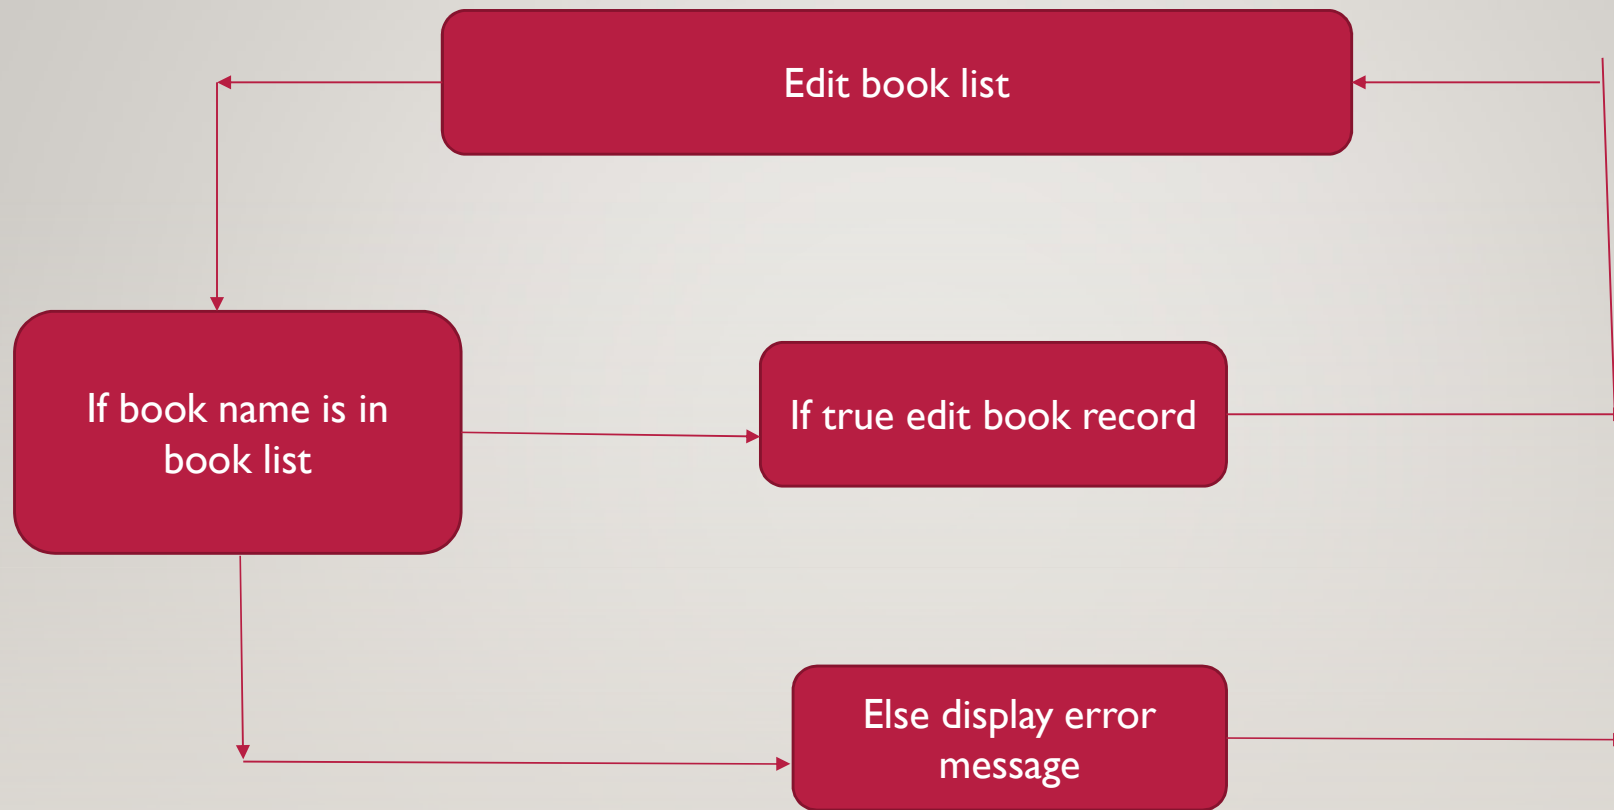 Edit book list
If book name is in
book list
If true edit book record
Else display error
message